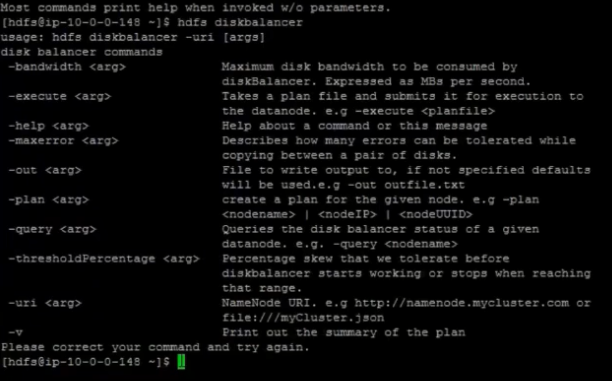 Most commands print help when invoked w/o parameters.
[hdfs@ip-10-0-0-148 ~]$ hdfs diskbalancer
usage: hdfs diskbalancer -uri [args]
disk balancer commands
-bandwidth <arg> Maximum disk bandwidth to be consumed by
diskBalancer. Expressed as MBs per second.
-execute <arg> Takes a plan file and submits it for execution to
the datanode. e.g -execute <planfile>
-help <arg> Help about a command or this message
-maxerror <arg> Describes how many errors can be tolerated while
copying between a pair of disks.
-out <arg> File to write output to, if not specified defaults
will be used.e.g -out outfile.txt
-plan <arg> create a plan for the given node. e.g -plan
<nodename> | <nodeIP> | <nodeUUID>
-query <arg> Queries the disk balancer status of a given
datanode. e.g. -query <nodename>
-thresholdPercentage <arg> Percentage skew that we tolerate before
diskbalancer starts working or stops when reaching
that range.
-uri <arg> NameNode URI. e.g http://namenode.mycluster.com or
file:///myCluster.json
-v Print out the summary of the plan
Please correct your command and try again.
[hdfs@ip-10-0-0-148 ~]$